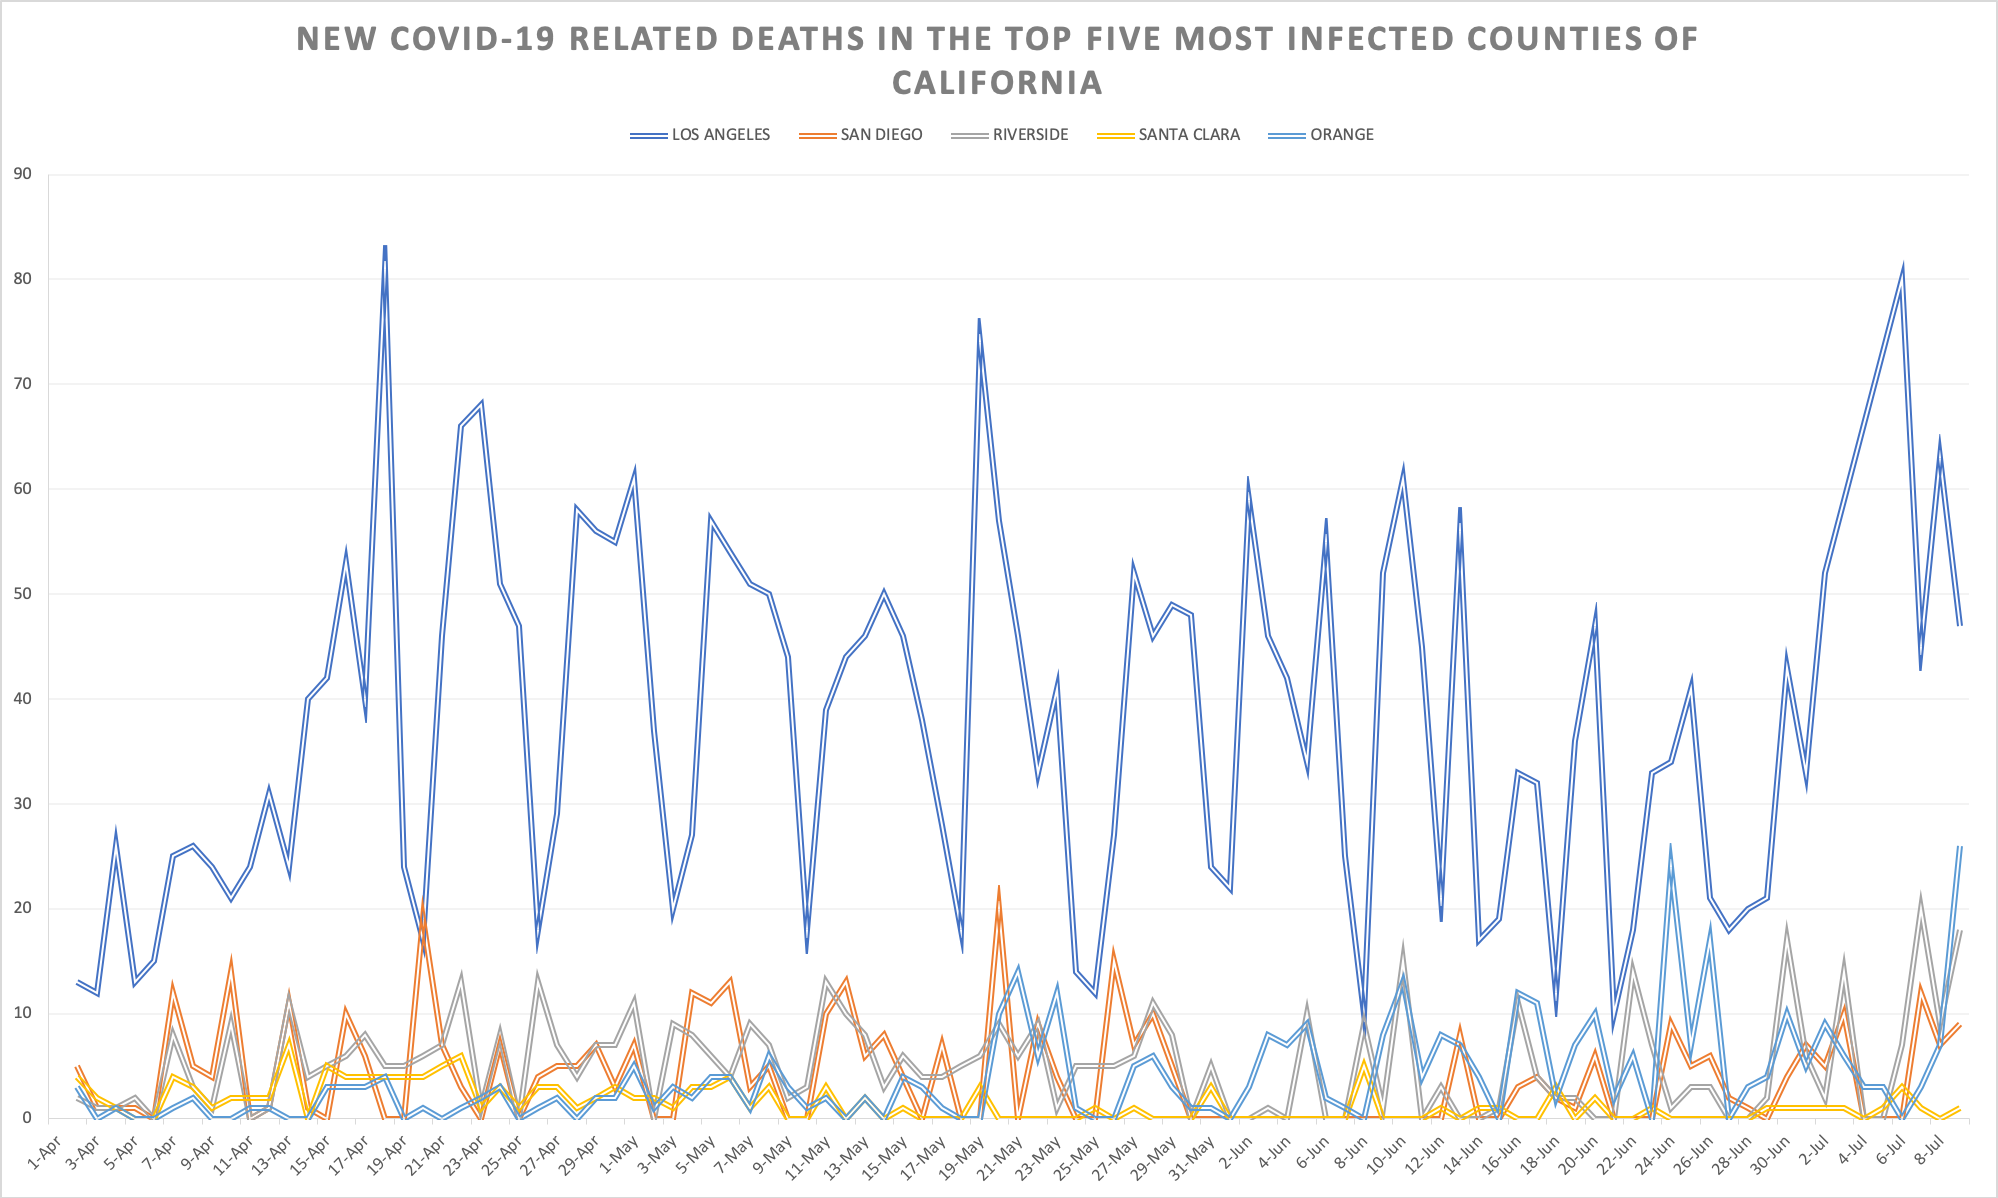 NEW COVID-19 RELATED DEATHS IN THE TOP FIVE MOST INFECTED COUNTIES OF
CALIFORNIA
LOS ANGELES SAN DIEGO RIVERSIDE SANTA CLARA ORANGE
90
80
70
60
50
40
30
20
10
0
1-Apr 3-Apr 5-Apr 7-Apr 9-Apr 11-Apr 13-Apr 15-Apr 17-Apr 19-Apr 21-Apr 23-Apr 25-Apr 27-Apr 29-Apr 1-May 3-May 5-May 7-May 9-May 11-May 13-May 15-May 17-May 19-May 21-May 23-May 25-May 27-May 29-May 31-May 2-Jun 4-Jun 6-Jun 8-Jun 10-Jun 12-Jun 14-Jun 16-Jun 18-Jun 20-Jun 22-Jun 24-Jun 26-Jun 28-Jun 30-Jun 2-Jul 4-Jul 6-Jul 8-Jul